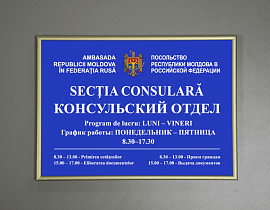 AMBASADA
REPUBLICII MOLDOVA
ÎN FEDERAȚIA RUSĂ
ПОСОЛЬСТВО
РЕСПУБЛИКИ МОЛДОВА В
РОССИЙСКОЙ ФЕДЕРАЦИИ
SECȚIA CONSULARĂ
КОНСУЛЬСКИЙ ОТДЕЛ
Program de lucru: LUNI – VINERI
График работы: ПОНЕДЕЛЬНИК – ПЯТНИЦА
8.30–17.30
8.30 – 13.00 - Primirea cetățenilor
15.00 – 17.00 - Eliberarea documentelor
8.30 – 13.00 - Прием граждан
15.00 – 17.00 - Выдача документов